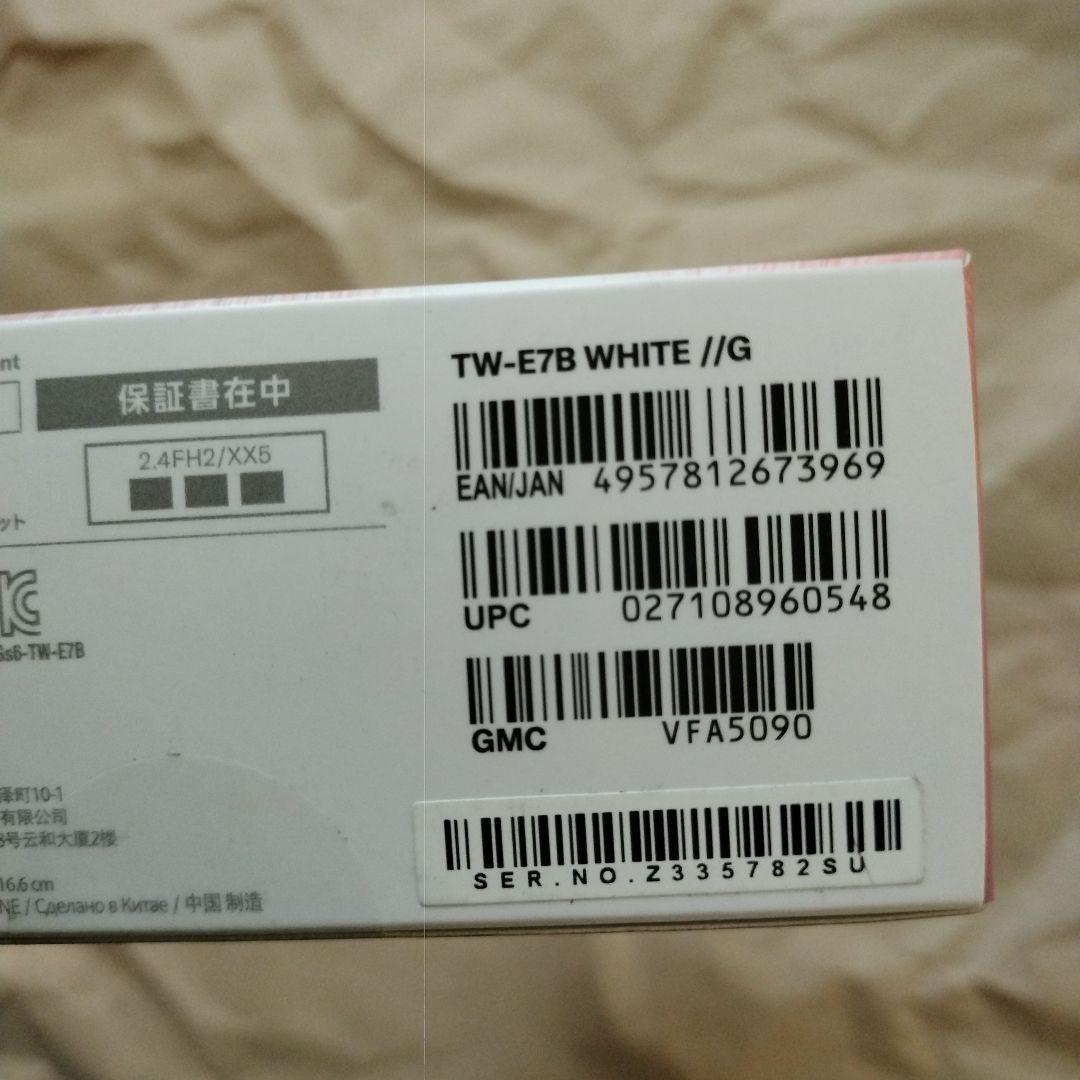 nt
保証書在中
2.4FH2/XX5
ット
Gs6-TW-E7B
澤町10-1
有限公司
号云和大厦2楼
16.6 cm
NE / Сделано в Китае / 中国 制造
TW-E7B WHITE //G
EAN/JAN 4957812673969
UPC 027108960548
GMC VFA5090
SER.NO.Z335782SU